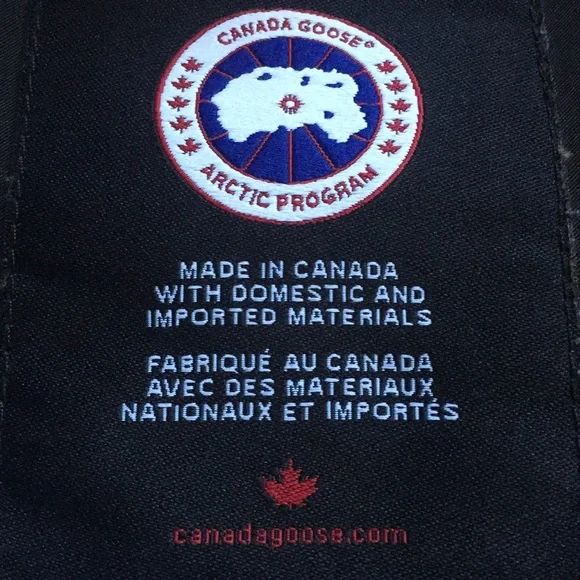 CANADA GOOSE®
ARCTIC PROGRAM
MADE IN CANADA
WITH DOMESTIC AND
IMPORTED MATERIALS
FABRIQUÉ AU CANADA
AVEC DES MATERIAUX
NATIONAUX ET IMPORTÉS
canadagoose.com